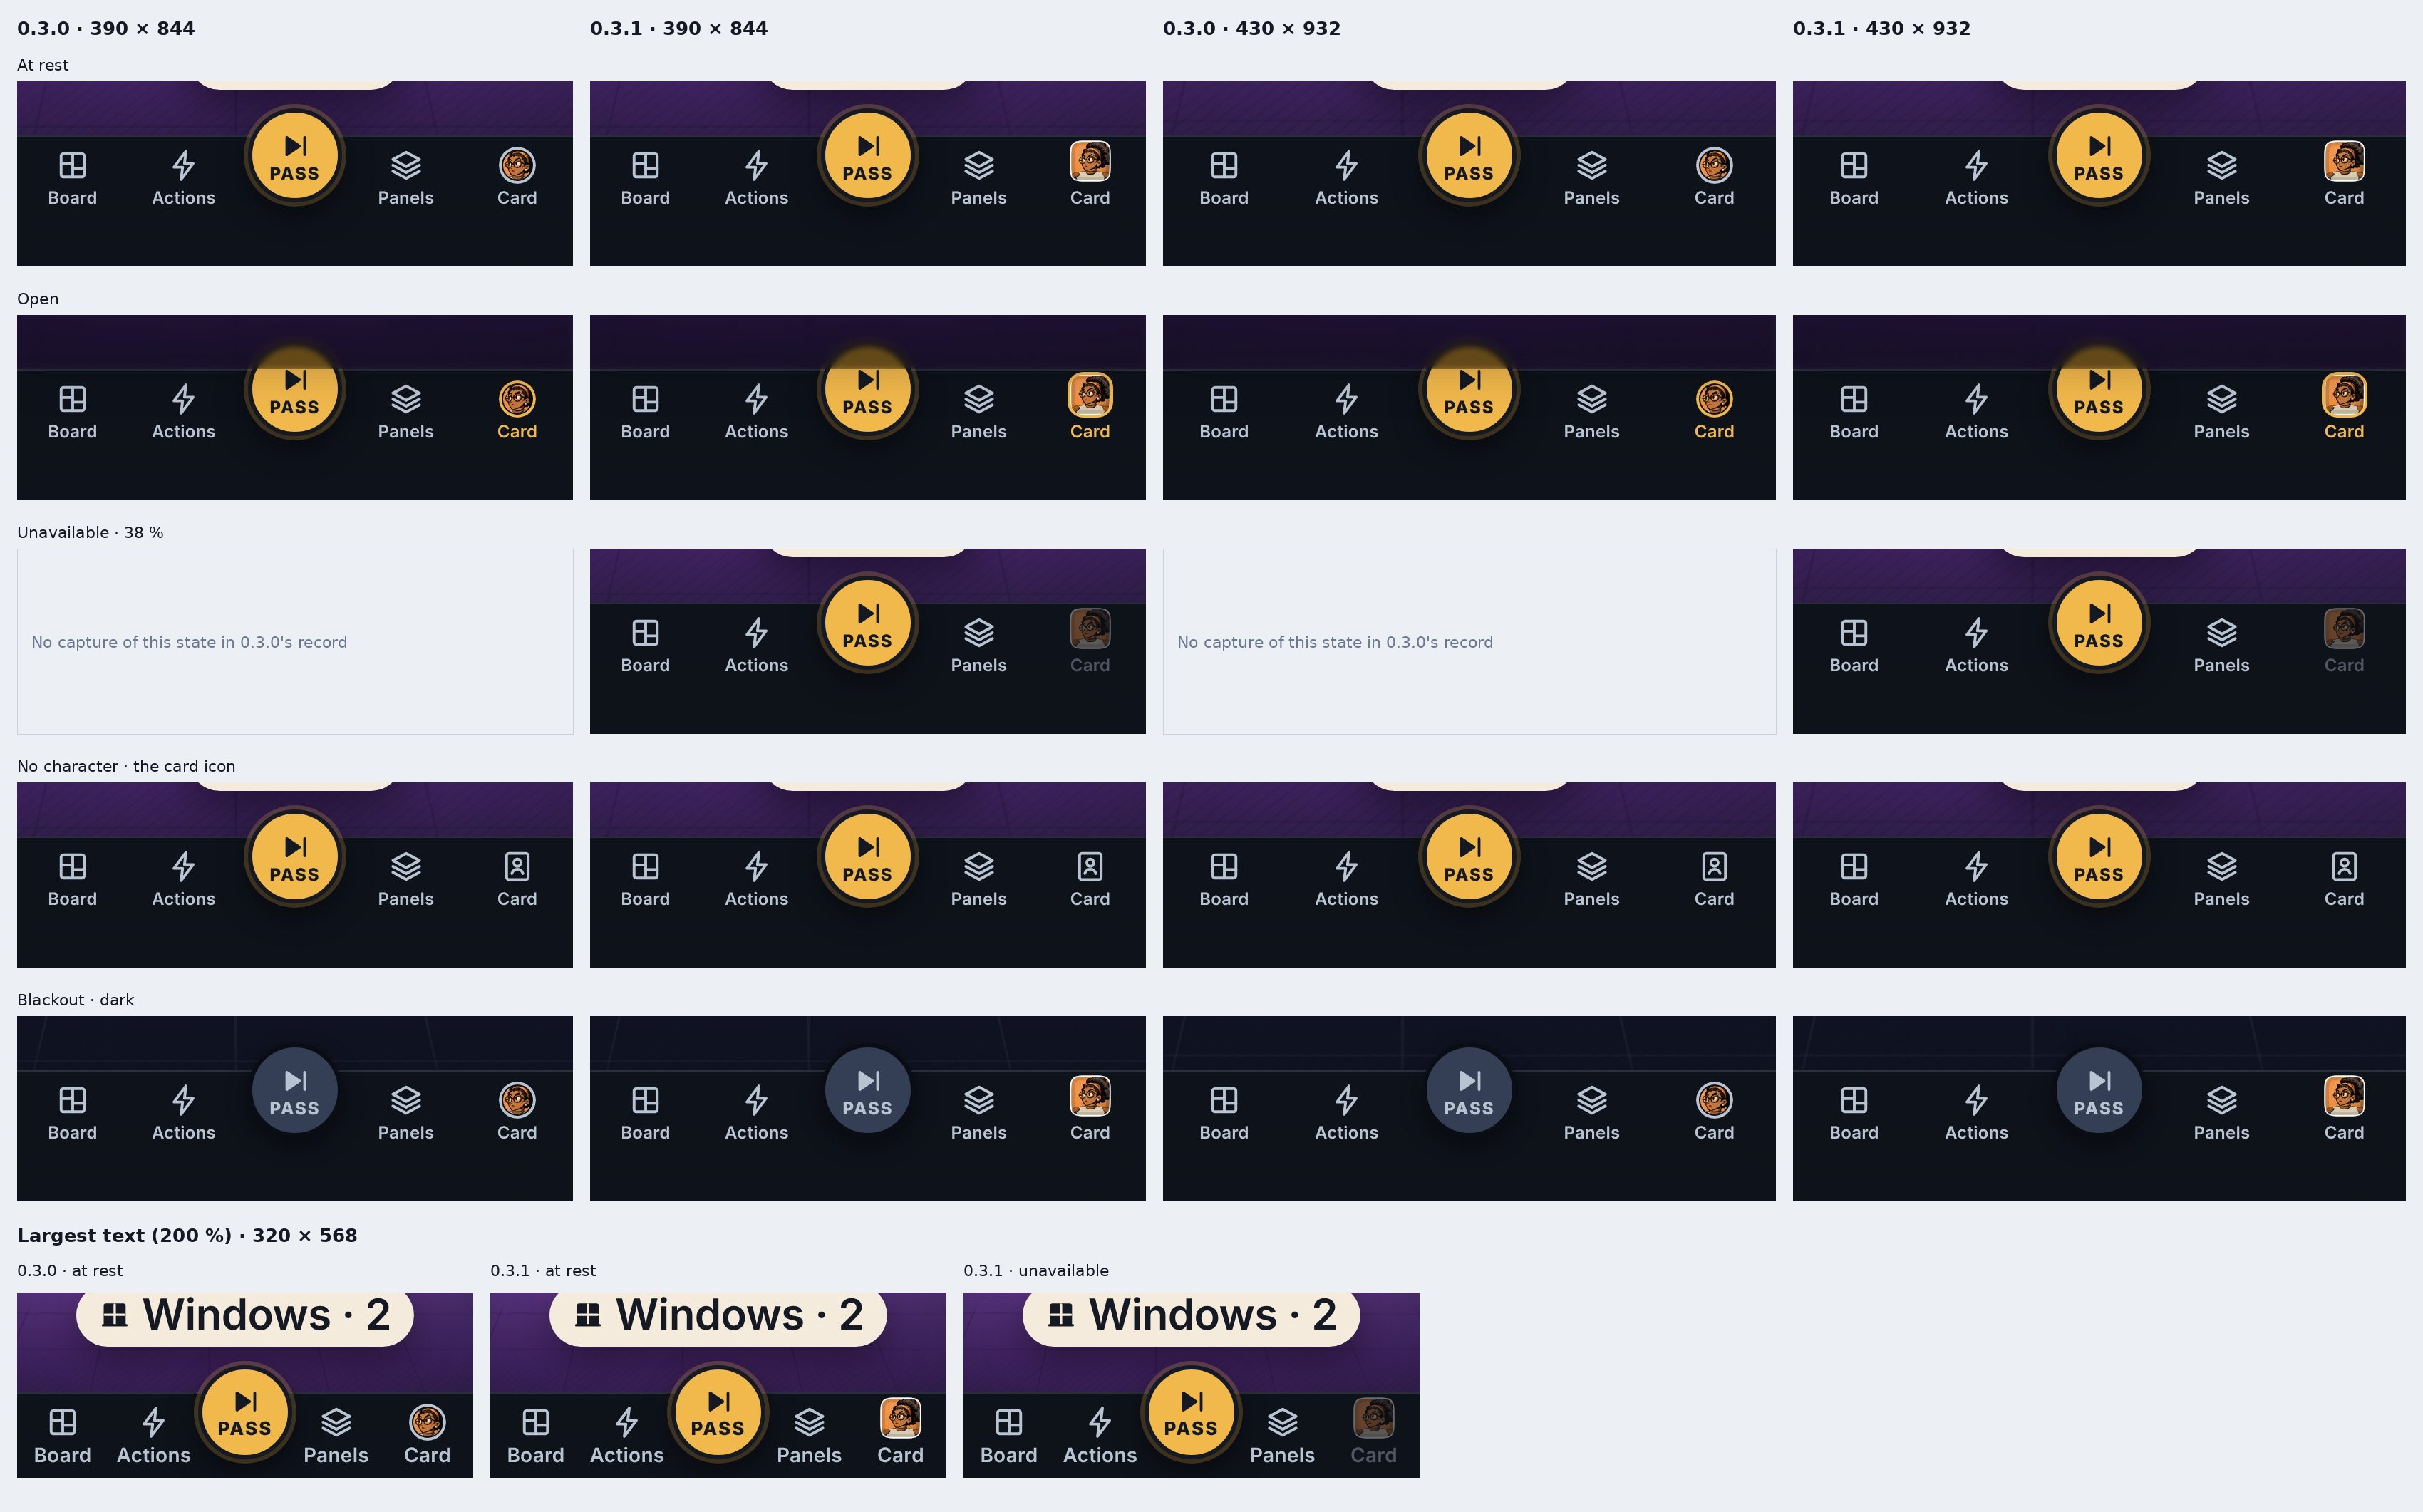 0.3.0 · 390 × 844 0.3.1 · 390 × 844 0.3.0 · 430 × 932 0.3.1 · 430 × 932
At rest
PASS PASS PASS PASS
Board Actions Panels Card Board Actions Panels Card Board Actions Panels Card Board Actions Panels Card
Open
PASS PASS PASS PASS
Board Actions Panels Card Board Actions Panels Card Board Actions Panels Card Board Actions Panels Card
Unavailable · 38 %
No capture of this state in 0.3.0's record PASS No capture of this state in 0.3.0's record PASS
Board Actions Panels Card Board Actions Panels Card
No character · the card icon
PASS PASS PASS PASS
Board Actions Panels Card Board Actions Panels Card Board Actions Panels Card Board Actions Panels Card
Blackout · dark
PASS PASS PASS PASS
Board Actions Panels Card Board Actions Panels Card Board Actions Panels Card Board Actions Panels Card
Largest text (200 %) · 320 × 568
0.3.0 · at rest 0.3.1 · at rest 0.3.1 · unavailable
Windows · 2 Windows · 2 Windows · 2
PASS PASS PASS
Board Actions Panels Card Board Actions Panels Card Board Actions Panels Card